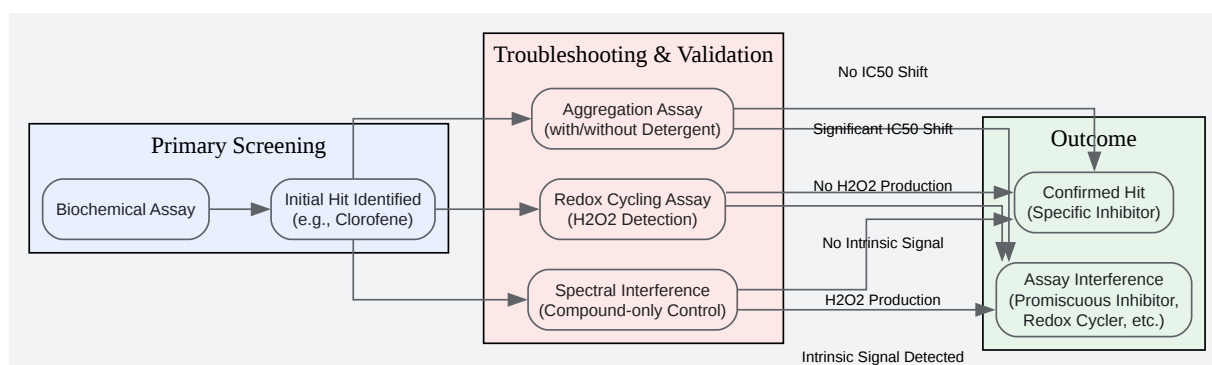 Primary Screening
Biochemical Assay
Initial Hit Identified
(e.g., Clorofene)
Troubleshooting & Validation
Aggregation Assay
(with/without Detergent)
Redox Cycling Assay
(H2O2 Detection)
Spectral Interference
(Compound-only Control)
No IC50 Shift
Significant IC50 Shift
No H2O2 Production
No Intrinsic Signal
H2O2 Production
Intrinsic Signal Detected
Outcome
Confirmed Hit
(Specific Inhibitor)
Assay Interference
(Promiscuous Inhibitor,
Redox Cycler, etc.)